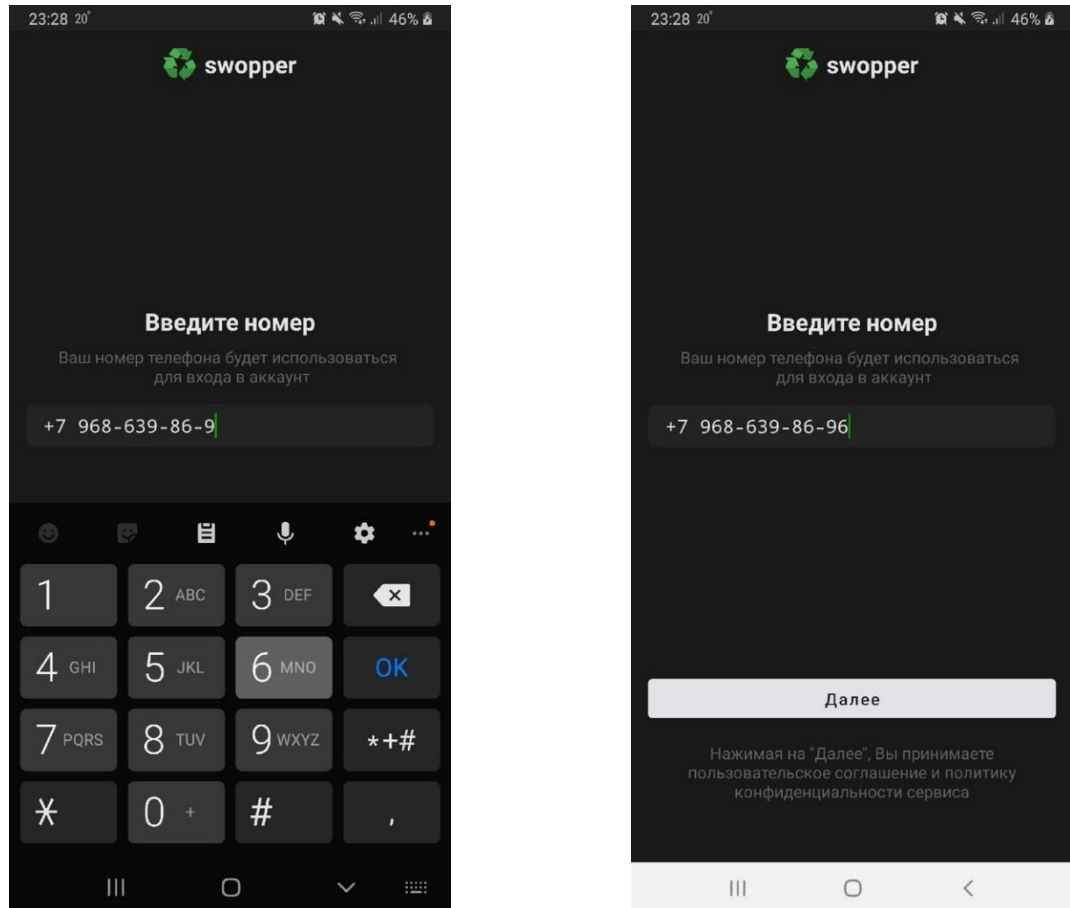 23:28 20° 46%
swopper
Введите номер
Ваш номер телефона будет использоваться
для входа в аккаунт
+7 968-639-86-9
1 2 ABC 3 DEF
4 GHI 5 JKL 6 MNO OK
7 PQRS 8 TUV 9 WXYZ *+#
* 0 + # ,
23:28 20° 46%
swopper
Введите номер
Ваш номер телефона будет использоваться
для входа в аккаунт
+7 968-639-86-96
Далее
Нажимая на "Далее", Вы принимаете
пользовательское соглашение и политику
конфиденциальности сервиса